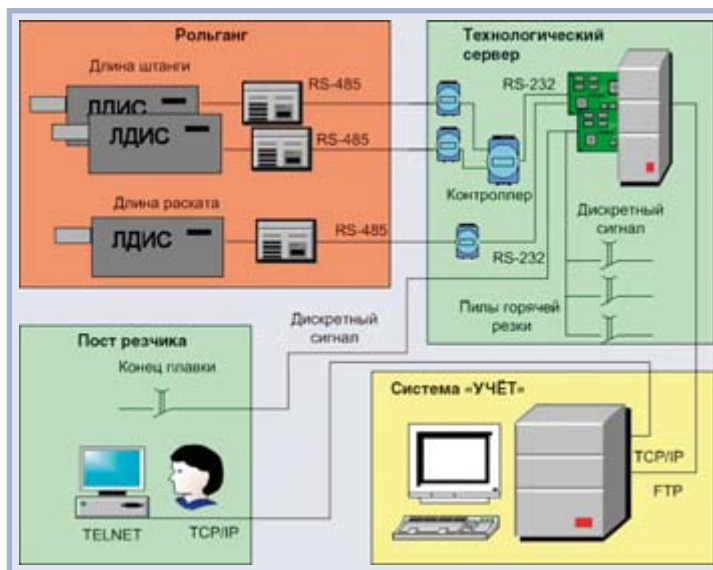 Рольганг
Длина штанги
ЛДИС
RS-485
ЛДИС
RS-485
Длина раската
ЛДИС
RS-485
Технологический
сервер
RS-232
Контроллер
RS-232
Дискретный
сигнал
Пилы горячей
резки
Пост резчика
Дискретный
сигнал
Конец плавки
TELNET
TCP/IP
Система «УЧЁТ»
TCP/IP
FTP